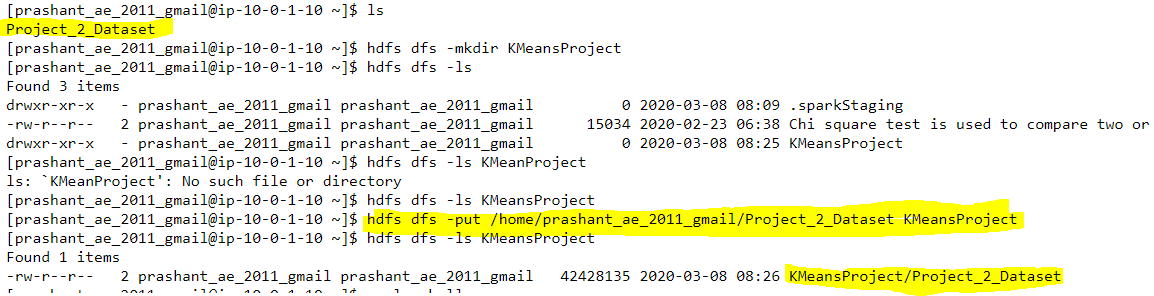 [prashant_ae_2011_gmail@ip-10-0-1-10 ~]$ ls
Project_2_Dataset
[prashant_ae_2011_gmail@ip-10-0-1-10 ~]$ hdfs dfs -mkdir KMeansProject
[prashant_ae_2011_gmail@ip-10-0-1-10 ~]$ hdfs dfs -ls
Found 3 items
drwxr-xr-x   - prashant_ae_2011_gmail prashant_ae_2011_gmail          0 2020-03-08 08:09 .sparkStaging
-rw-r--r--   2 prashant_ae_2011_gmail prashant_ae_2011_gmail      15034 2020-02-23 06:38 Chi square test is used to compare two or
drwxr-xr-x   - prashant_ae_2011_gmail prashant_ae_2011_gmail          0 2020-03-08 08:25 KMeansProject
[prashant_ae_2011_gmail@ip-10-0-1-10 ~]$ hdfs dfs -ls KMeanProject
ls: `KMeanProject': No such file or directory
[prashant_ae_2011_gmail@ip-10-0-1-10 ~]$ hdfs dfs -ls KMeansProject
[prashant_ae_2011_gmail@ip-10-0-1-10 ~]$ hdfs dfs -put /home/prashant_ae_2011_gmail/Project_2_Dataset KMeansProject
[prashant_ae_2011_gmail@ip-10-0-1-10 ~]$ hdfs dfs -ls KMeansProject
Found 1 items
-rw-r--r--   2 prashant_ae_2011_gmail prashant_ae_2011_gmail   42428135 2020-03-08 08:26 KMeansProject/Project_2_Dataset